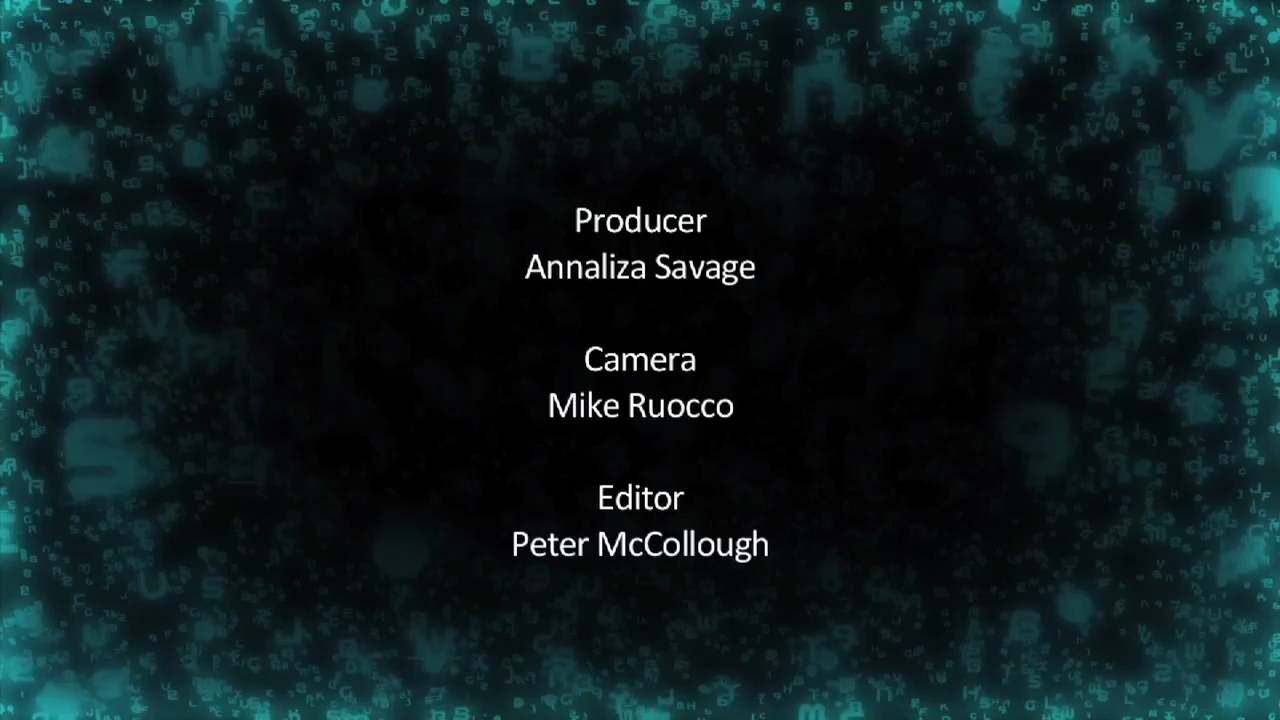 Producer
Annaliza Savage
Camera
Mike Ruocco
Editor
Peter McCollough